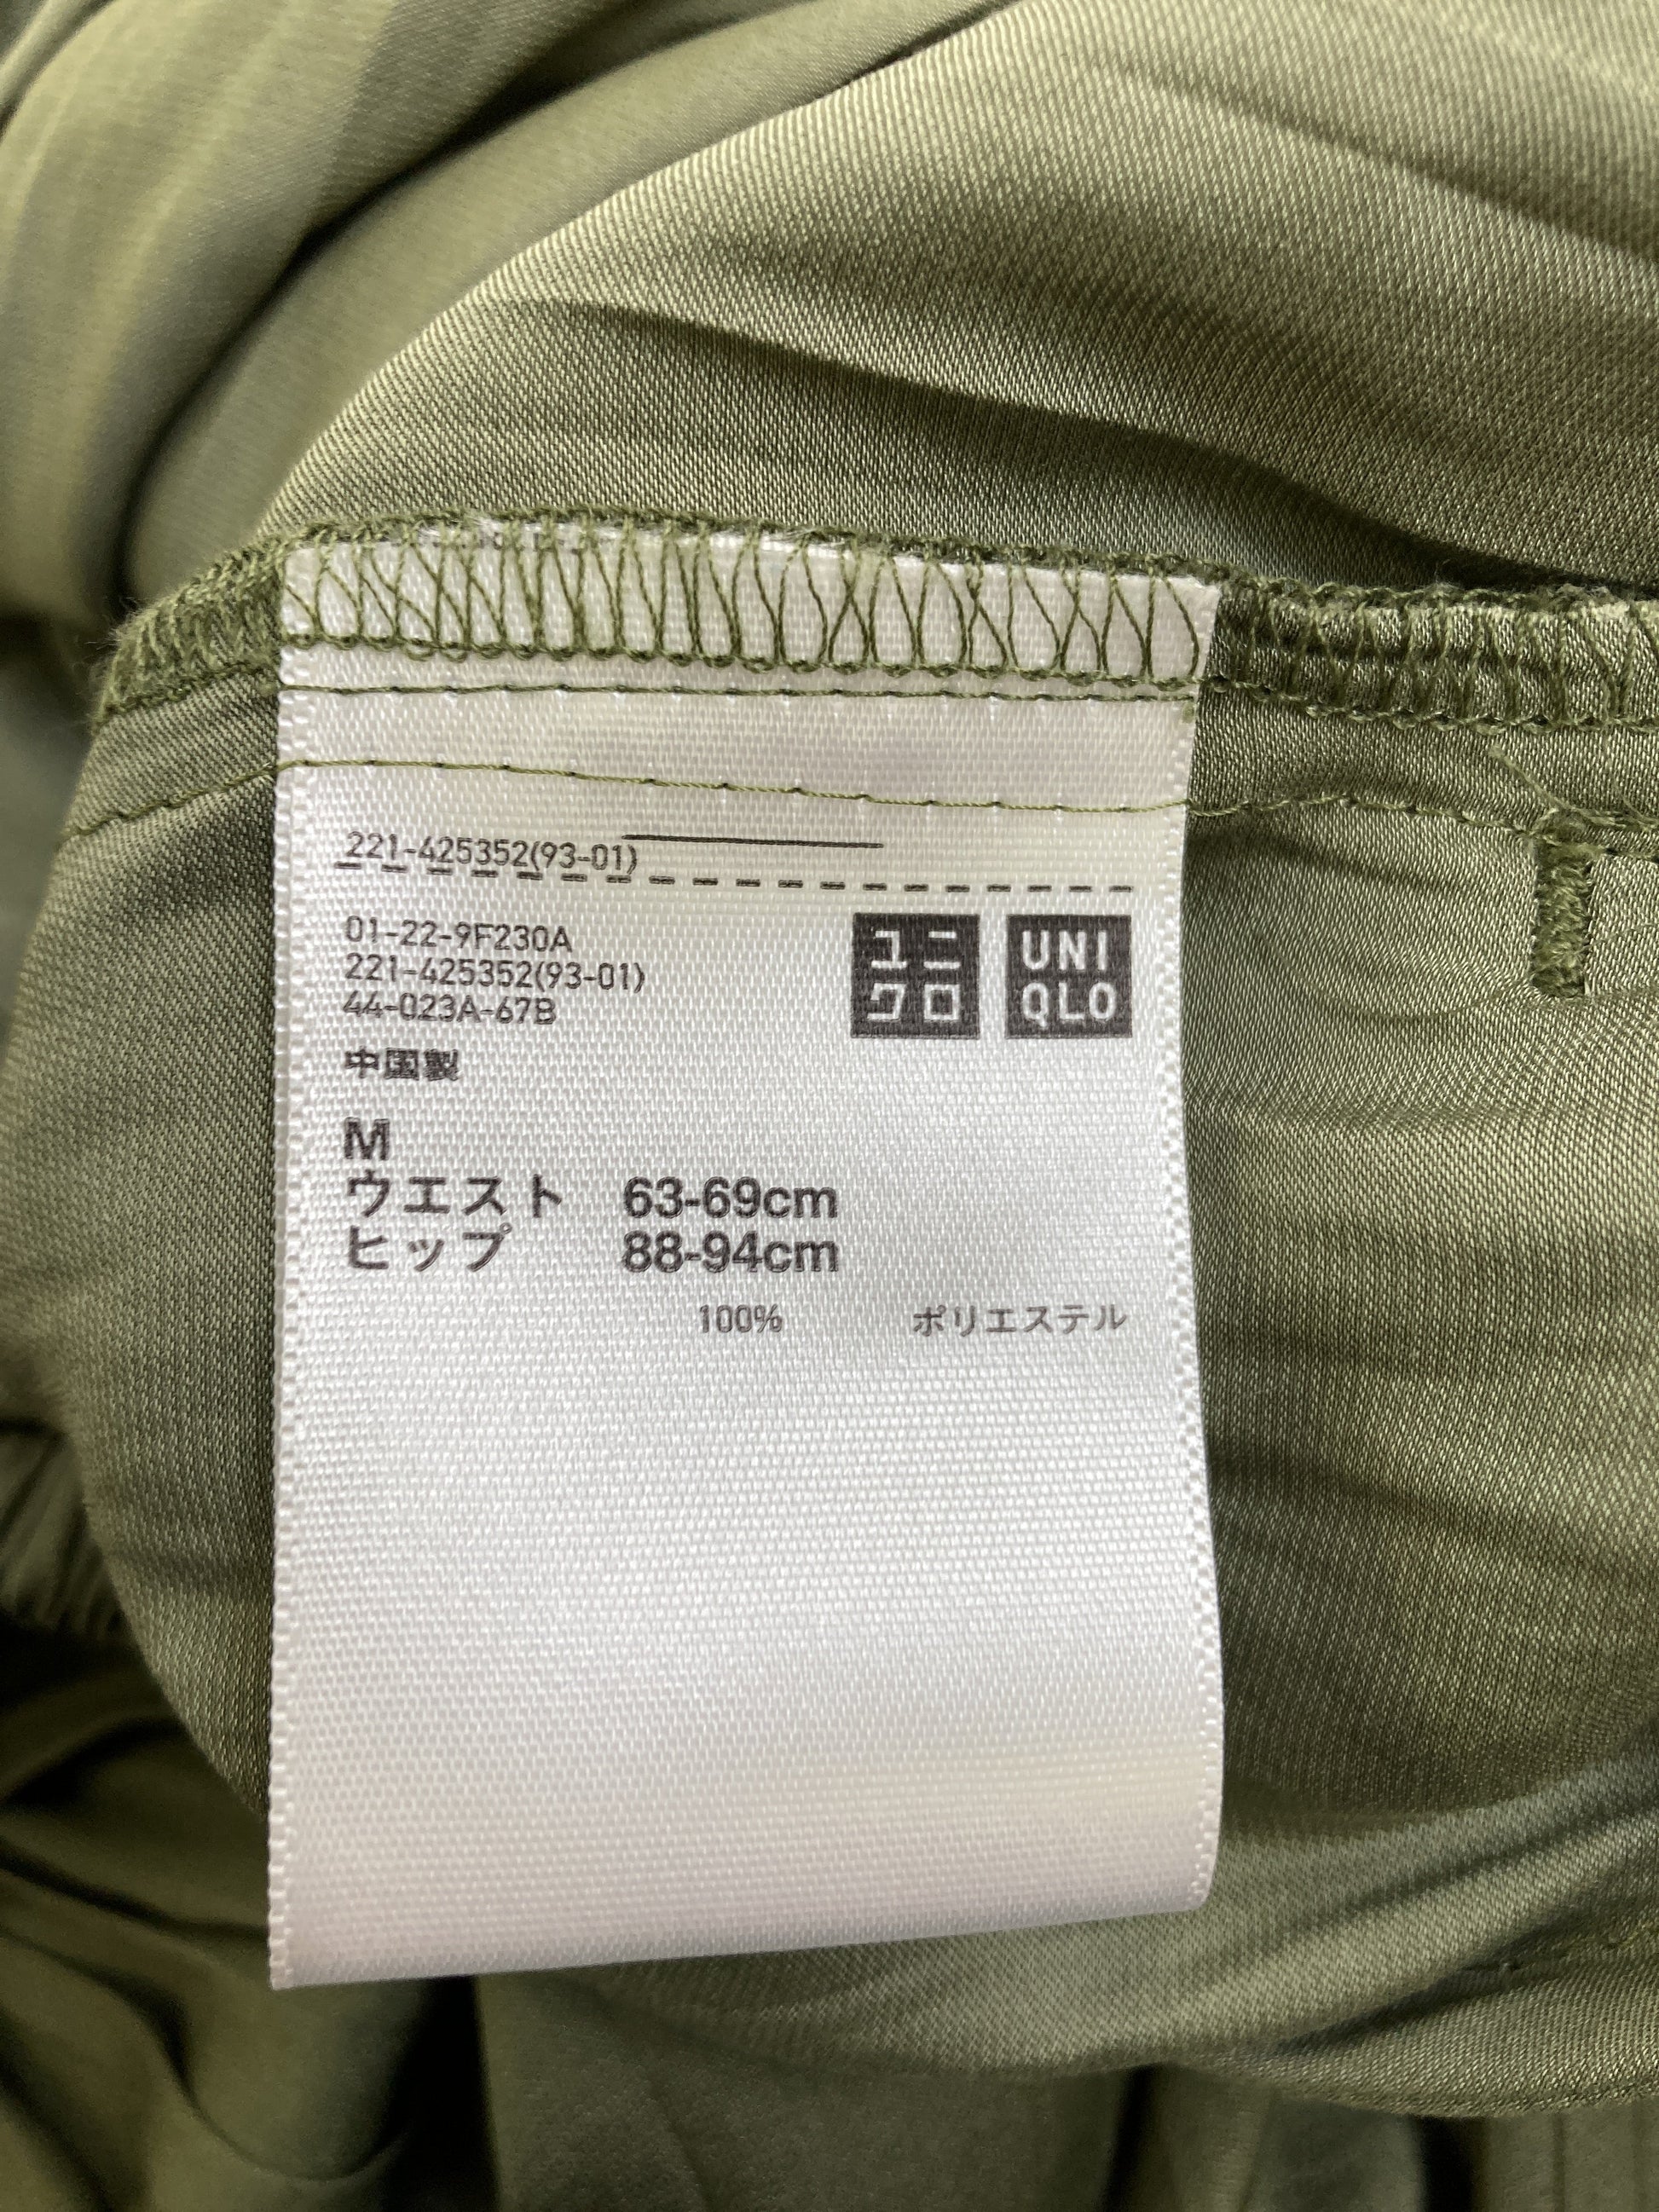 221-425352(93-01)
01-22-9F230A
221-425352(93-01)
44-023A-67B
ユニ
クロ
UNI
QLO
中国製
M
ウエスト 63-69cm
ヒップ 88-94cm
100% ポリエステル